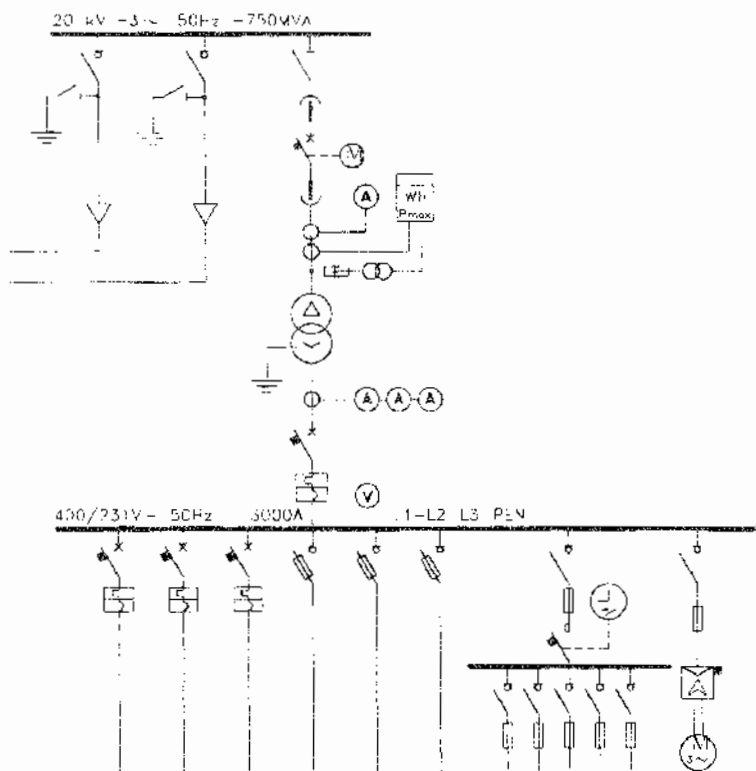 20 kV -3~ 50Hz -750MVA
M
A
Wh
Pmax
A A A
V
400/231V - 50Hz 3000A L1-L2 L3 PEN
3~